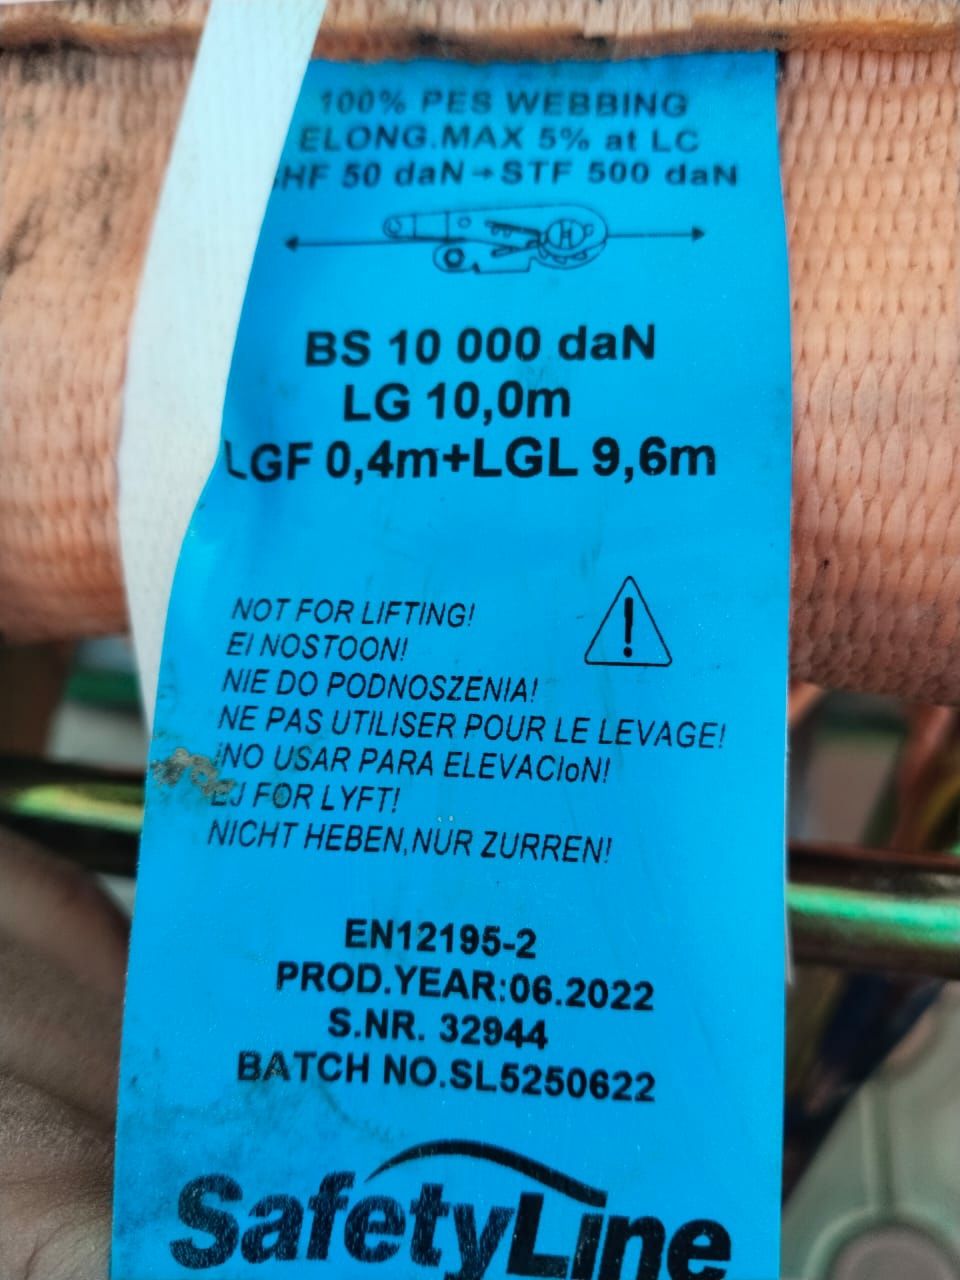 100% PES WEBBING
ELONG.MAX 5% at LC
SHF 50 daN→STF 500 daN
BS 10 000 daN
LG 10,0m
LGF 0,4m+LGL 9,6m
NOT FOR LIFTING!
EI NOSTOON!
NIE DO PODNOSZENIA!
NE PAS UTILISER POUR LE LEVAGE!
¡NO USAR PARA ELEVACIoN!
EJ FÖR LYFT!
NICHT HEBEN,NUR ZURREN!
EN12195-2
PROD.YEAR:06.2022
S.NR. 32944
BATCH NO.SL5250622
SafetyLine